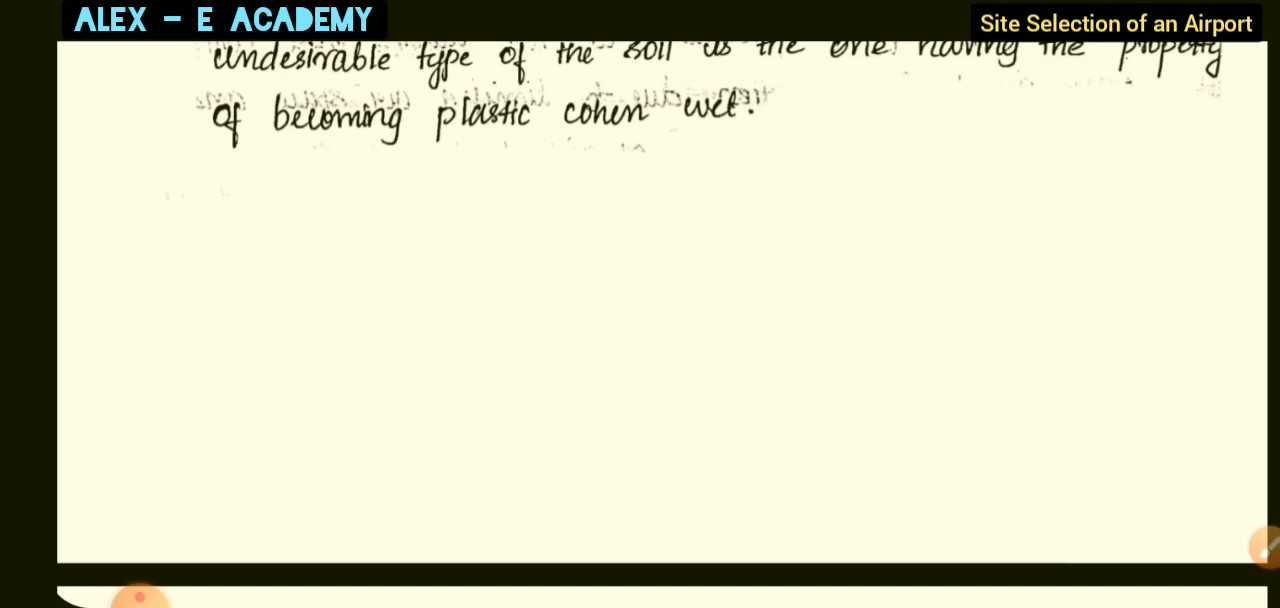 ALEX – E ACADEMY
Site Selection of an Airport
undesirable type of the soil is the one having the property
of becoming plastic cohen wet.